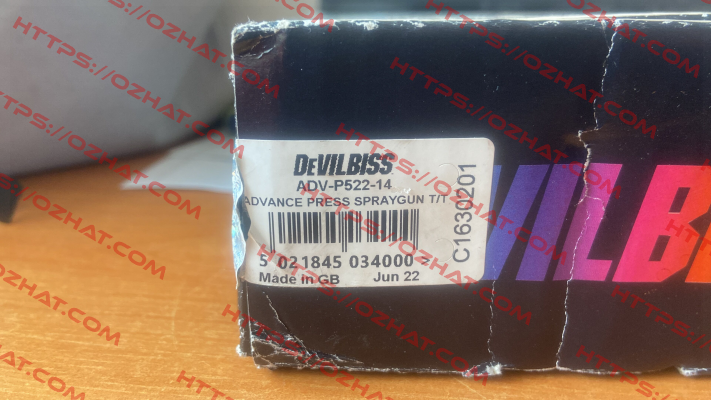 DEVILBISS
ADV-P522-14
ADVANCE PRESS SPRAYGUN T/T
5 021845 034000 >
Made in GB Jun 22
C1630201
VILB
HTTPS://OZHAT.COM